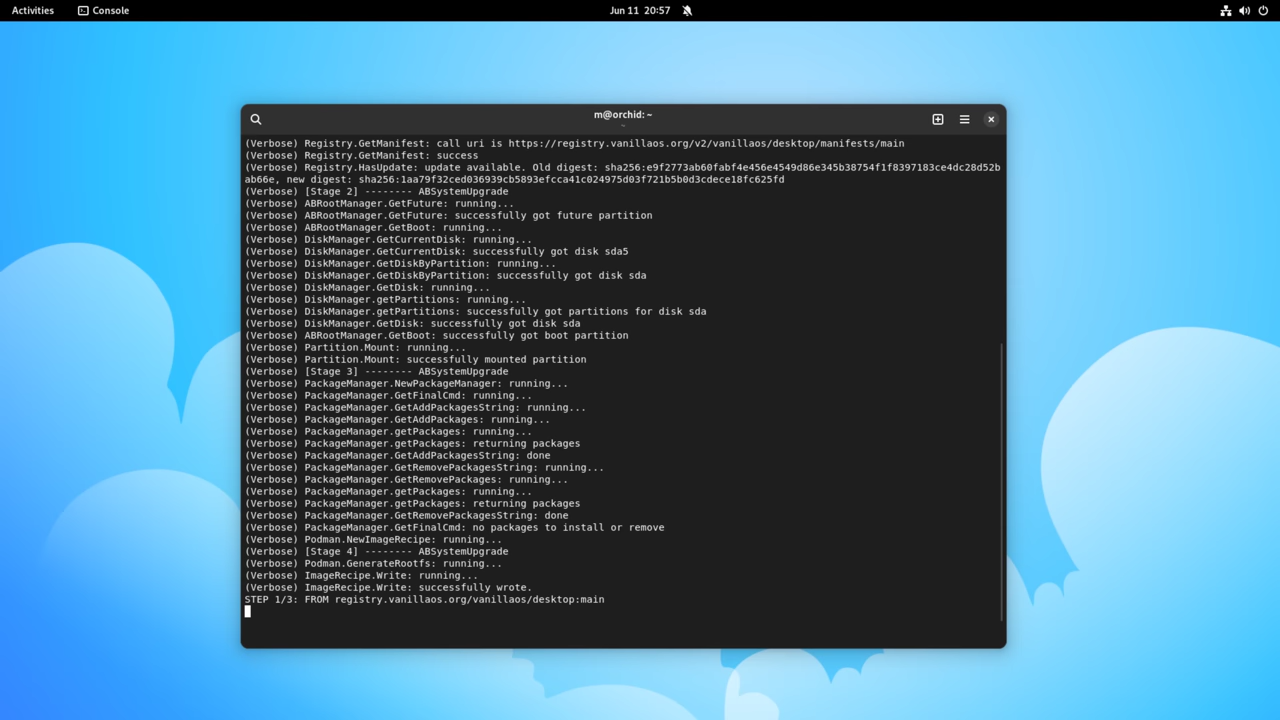 Activities Console Jun 11 20:57
m@orchid: ~
~
(Verbose) Registry.GetManifest: call uri is https://registry.vanillaos.org/v2/vanillaos/desktop/manifests/main
(Verbose) Registry.GetManifest: success
(Verbose) Registry.HasUpdate: update available. Old digest: sha256:e9f2773ab60fabf4e456e4549d86e345b38754f1f8397183ce4dc28d52b
ab66e, new digest: sha256:1aa79f32ced036939cb5893efcca41c024975d03f721b5b0d3cdece18fc625fd
(Verbose) [Stage 2] -------- ABSystemUpgrade
(Verbose) ABRootManager.GetFuture: running...
(Verbose) ABRootManager.GetFuture: successfully got future partition
(Verbose) ABRootManager.GetBoot: running...
(Verbose) DiskManager.GetCurrentDisk: running...
(Verbose) DiskManager.GetCurrentDisk: successfully got disk sda5
(Verbose) DiskManager.GetDiskByPartition: running...
(Verbose) DiskManager.GetDiskByPartition: successfully got disk sda
(Verbose) DiskManager.GetDisk: running...
(Verbose) DiskManager.getPartitions: running...
(Verbose) DiskManager.getPartitions: successfully got partitions for disk sda
(Verbose) DiskManager.GetDisk: successfully got disk sda
(Verbose) ABRootManager.GetBoot: successfully got boot partition
(Verbose) Partition.Mount: running...
(Verbose) Partition.Mount: successfully mounted partition
(Verbose) [Stage 3] -------- ABSystemUpgrade
(Verbose) PackageManager.NewPackageManager: running...
(Verbose) PackageManager.GetFinalCmd: running...
(Verbose) PackageManager.GetAddPackagesString: running...
(Verbose) PackageManager.GetAddPackages: running...
(Verbose) PackageManager.getPackages: running...
(Verbose) PackageManager.getPackages: returning packages
(Verbose) PackageManager.GetAddPackagesString: done
(Verbose) PackageManager.GetRemovePackagesString: running...
(Verbose) PackageManager.GetRemovePackages: running...
(Verbose) PackageManager.getPackages: running...
(Verbose) PackageManager.getPackages: returning packages
(Verbose) PackageManager.GetRemovePackagesString: done
(Verbose) PackageManager.GetFinalCmd: no packages to install or remove
(Verbose) Podman.NewImageRecipe: running...
(Verbose) [Stage 4] -------- ABSystemUpgrade
(Verbose) Podman.GenerateRootfs: running...
(Verbose) ImageRecipe.Write: running...
(Verbose) ImageRecipe.Write: successfully wrote.
STEP 1/3: FROM registry.vanillaos.org/vanillaos/desktop:main